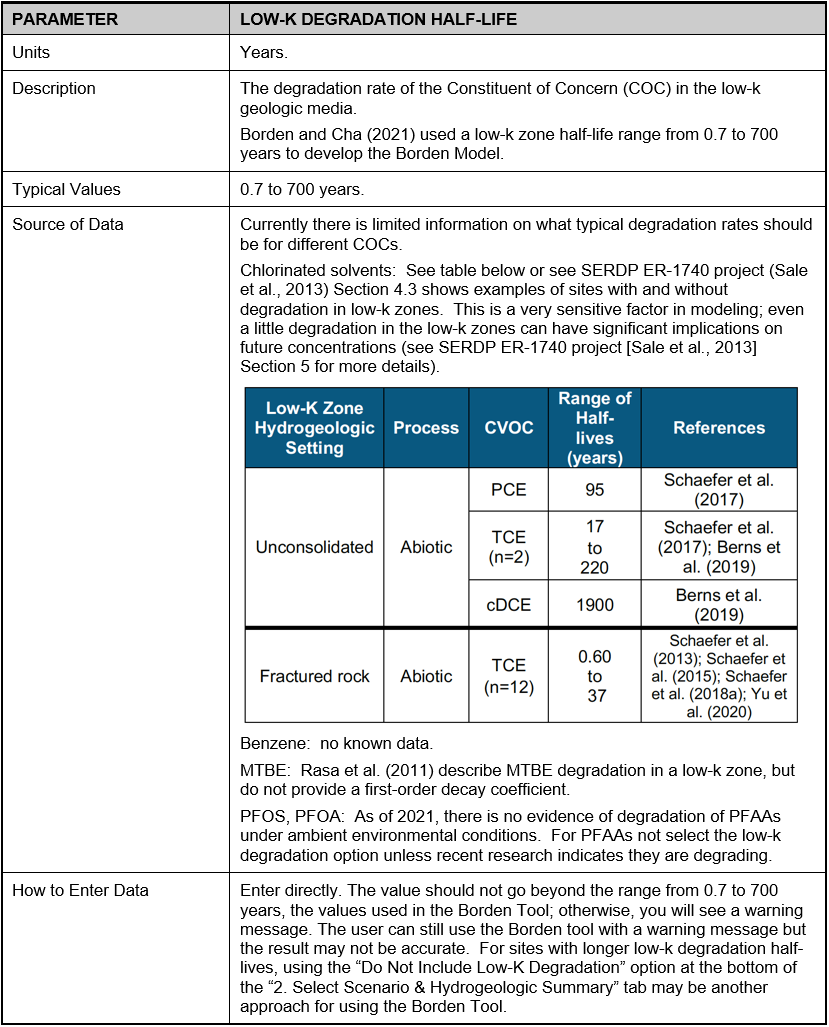 PARAMETER
LOW-K DEGRADATION HALF-LIFE
Units
Years.
Description
The degradation rate of the Constituent of Concern (COC) in the low-k
geologic media.
Borden and Cha (2021) used a low-k zone half-life range from 0.7 to 700
years to develop the Borden Model.
Typical Values
0.7 to 700 years.
Source of Data
Currently there is limited information on what typical degradation rates should
be for different COCs.
Chlorinated solvents:  See table below or see SERDP ER-1740 project (Sale
et al., 2013) Section 4.3 shows examples of sites with and without
degradation in low-k zones.  This is a very sensitive factor in modeling; even
a little degradation in the low-k zones can have significant implications on
future concentrations (see SERDP ER-1740 project [Sale et al., 2013]
Section 5 for more details).
Low-K Zone
Hydrogeologic
Setting
Process
CVOC
Range of
Half-
lives
(years)
References
Unconsolidated
Abiotic
PCE
95
Schaefer et al.
(2017)
TCE
(n=2)
17
to
220
Schaefer et al.
(2017); Berns et
al. (2019)
cDCE
1900
Berns et al.
(2019)
Fractured rock
Abiotic
TCE
(n=12)
0.60
to
37
Schaefer et al.
(2013); Schaefer et
al. (2015); Schaefer
et al. (2018a); Yu et
al. (2020)
Benzene:  no known data.
MTBE:  Rasa et al. (2011) describe MTBE degradation in a low-k zone, but
do not provide a first-order decay coefficient.
PFOS, PFOA:  As of 2021, there is no evidence of degradation of PFAAs
under ambient environmental conditions.  For PFAAs not select the low-k
degradation option unless recent research indicates they are degrading.
How to Enter Data
Enter directly. The value should not go beyond the range from 0.7 to 700
years, the values used in the Borden Tool; otherwise, you will see a warning
message. The user can still use the Borden tool with a warning message but
the result may not be accurate.  For sites with longer low-k degradation half-
lives, using the “Do Not Include Low-K Degradation” option at the bottom of
the “2. Select Scenario & Hydrogeologic Summary” tab may be another
approach for using the Borden Tool.